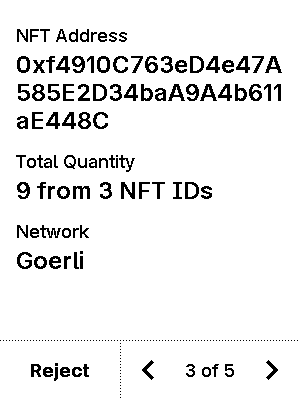 NFT Address
0xf4910C763eD4e47A
585E2D34baA9A4b611
aE448C
Total Quantity
9 from 3 NFT IDs
Network
Goerli
Reject
3 of 5